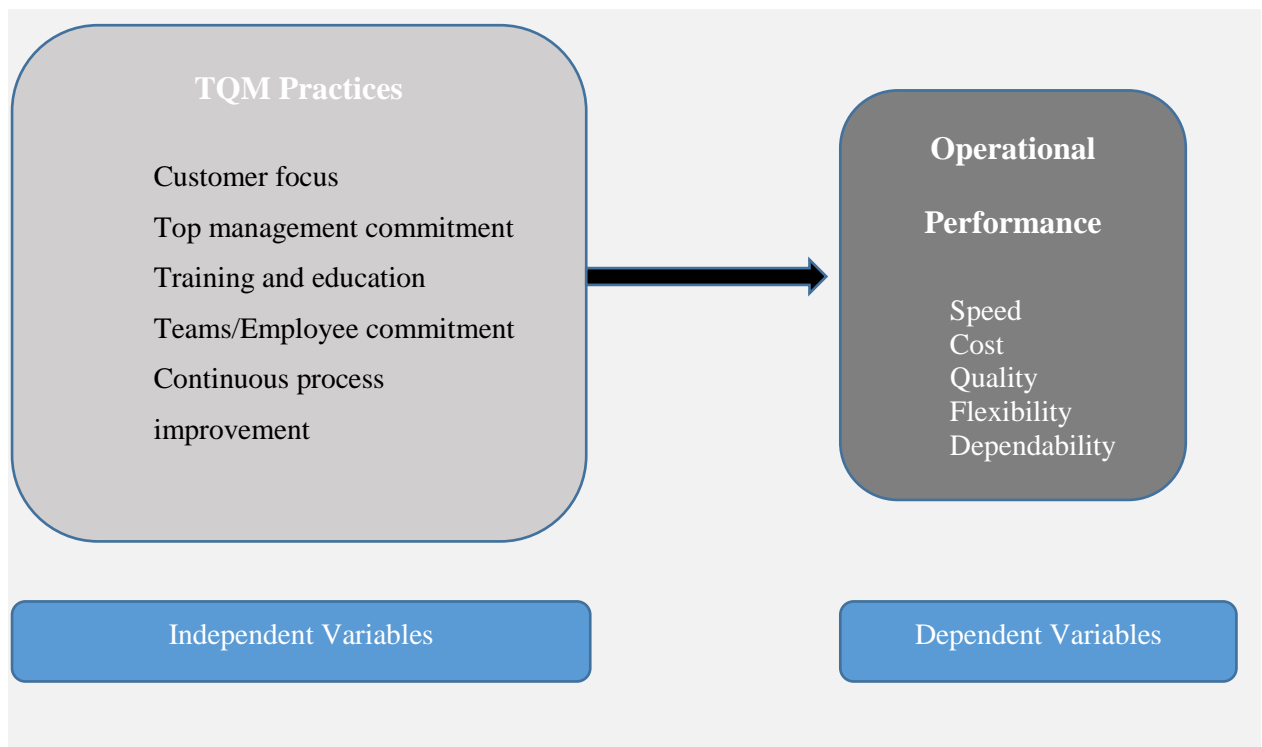 TQM Practices
Customer focus
Top management commitment
Training and education
Teams/Employee commitment
Continuous process
improvement
Operational
Performance
Speed
Cost
Quality
Flexibility
Dependability
Independent Variables
Dependent Variables